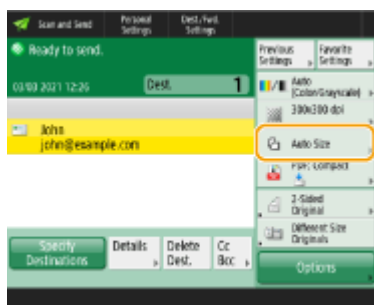 Scan and Send
Personal
Settings
Dest./Fwd.
Settings
Ready to send.
03/03 2021 12:26
Dest.
1
John
john@example.com
Specify
Destinations
Details
Delete
Dest.
Cc
Bcc
Previous
Settings
Favorite
Settings
Auto
(Color/Grayscale)
300x300 dpi
Auto Size
PDF; Compact
2-Sided
Original
Different Size
Originals
Options